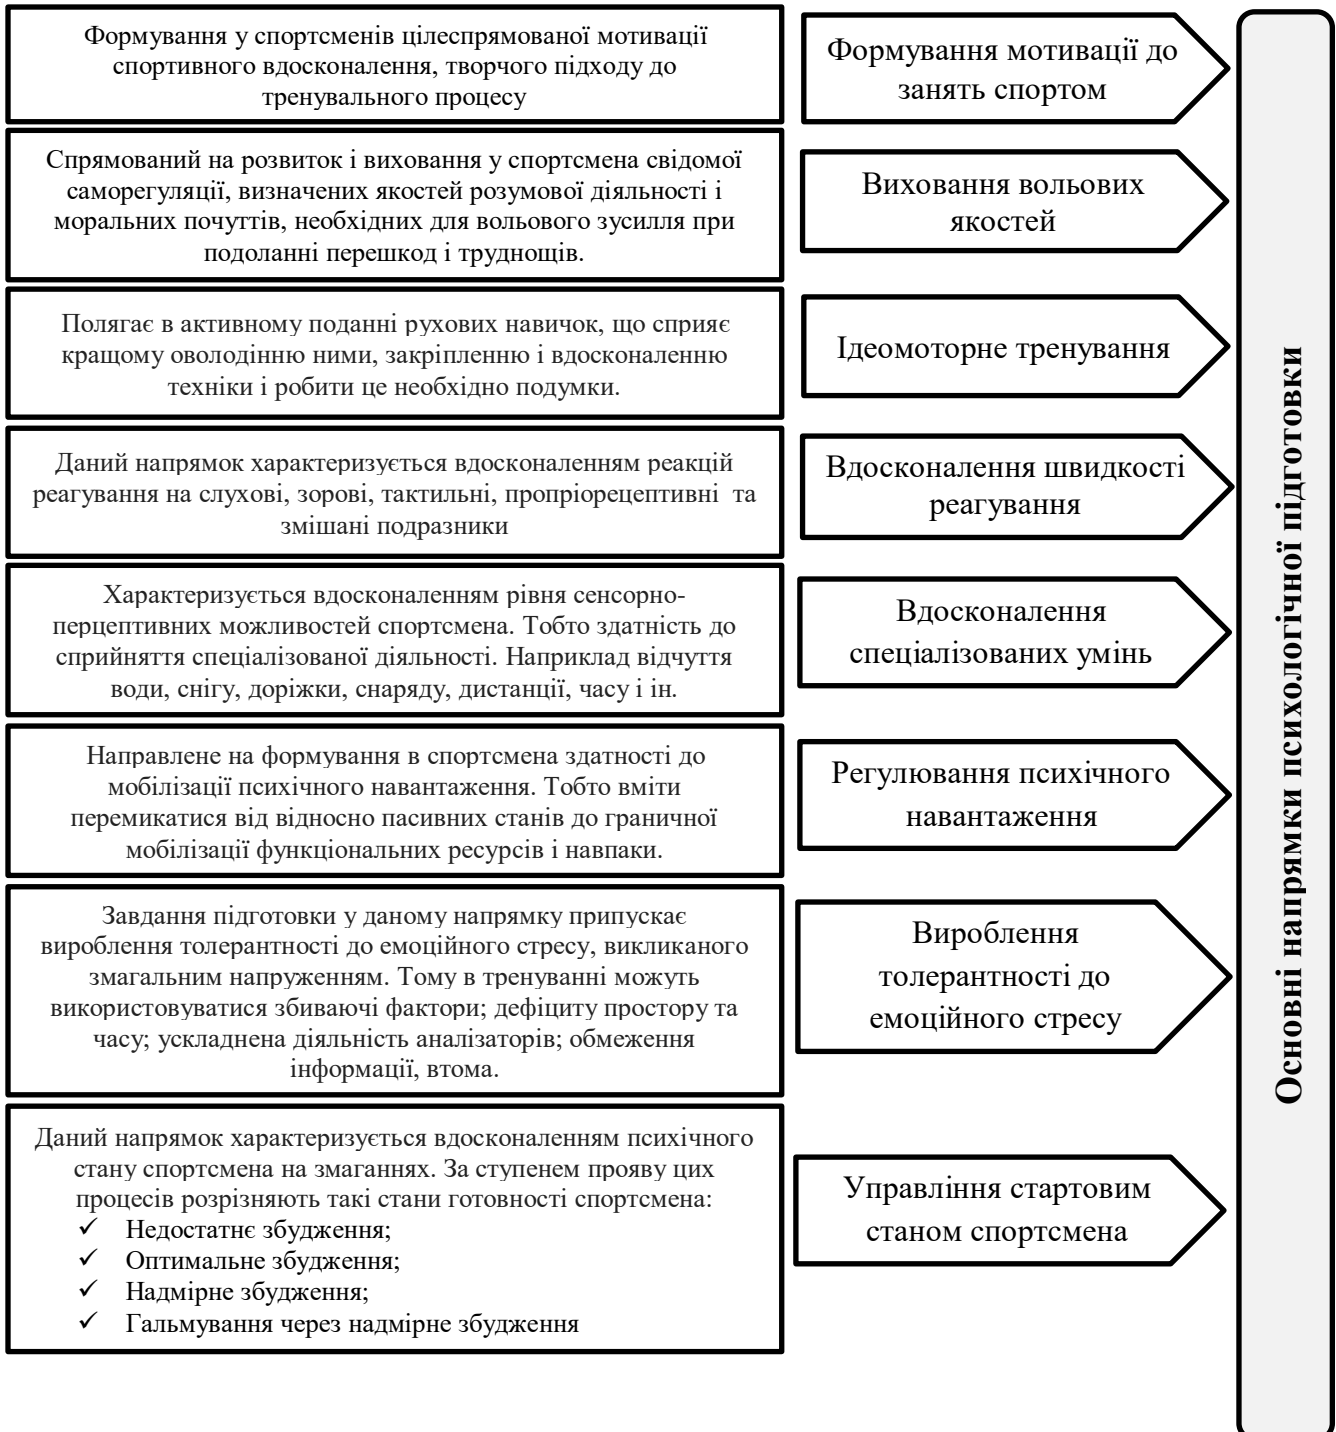 Формування у спортсменів цілеспрямованої мотивації
спортивного вдосконалення, творчого підходу до
тренувального процесу
Формування мотивації до
занять спортом
Спрямований на розвиток і виховання у спортсмена свідомої
саморегуляції, визначених якостей розумової діяльності і
моральних почуттів, необхідних для вольового зусилля при
подоланні перешкод і труднощів.
Виховання вольових
якостей
Полягає в активному поданні рухових навичок, що сприяє
кращому оволодінню ними, закріпленню і вдосконаленню
техніки і робити це необхідно подумки.
Ідеомоторне тренування
Даний напрямок характеризується вдосконаленням реакцій
реагування на слухові, зорові, тактильні, пропріорецептивні та
змішані подразники
Вдосконалення швидкості
реагування
Характеризується вдосконаленням рівня сенсорно-
перцептивних можливостей спортсмена. Тобто здатність до
сприйняття спеціалізованої діяльності. Наприклад відчуття
води, снігу, доріжки, снаряду, дистанції, часу і ін.
Вдосконалення
спеціалізованих умінь
Направлене на формування в спортсмена здатності до
мобілізації психічного навантаження. Тобто вміти
перемикатися від відносно пасивних станів до граничної
мобілізації функціональних ресурсів і навпаки.
Регулювання психічного
навантаження
Завдання підготовки у даному напрямку припускає
вироблення толерантності до емоційного стресу, викликаного
змагальним напруженням. Тому в тренуванні можуть
використовуватися збиваючі фактори; дефіциту простору та
часу; ускладнена діяльність аналізаторів; обмеження
інформації, втома.
Вироблення
толерантності до
емоційного стресу
Даний напрямок характеризується вдосконаленням психічного
стану спортсмена на змаганнях. За ступенем прояву цих
процесів розрізняють такі стани готовності спортсмена:
✓ Недостатнє збудження;
✓ Оптимальне збудження;
✓ Надмірне збудження;
✓ Гальмування через надмірне збудження
Управління стартовим
станом спортсмена
Основні напрямки психологічної підготовки